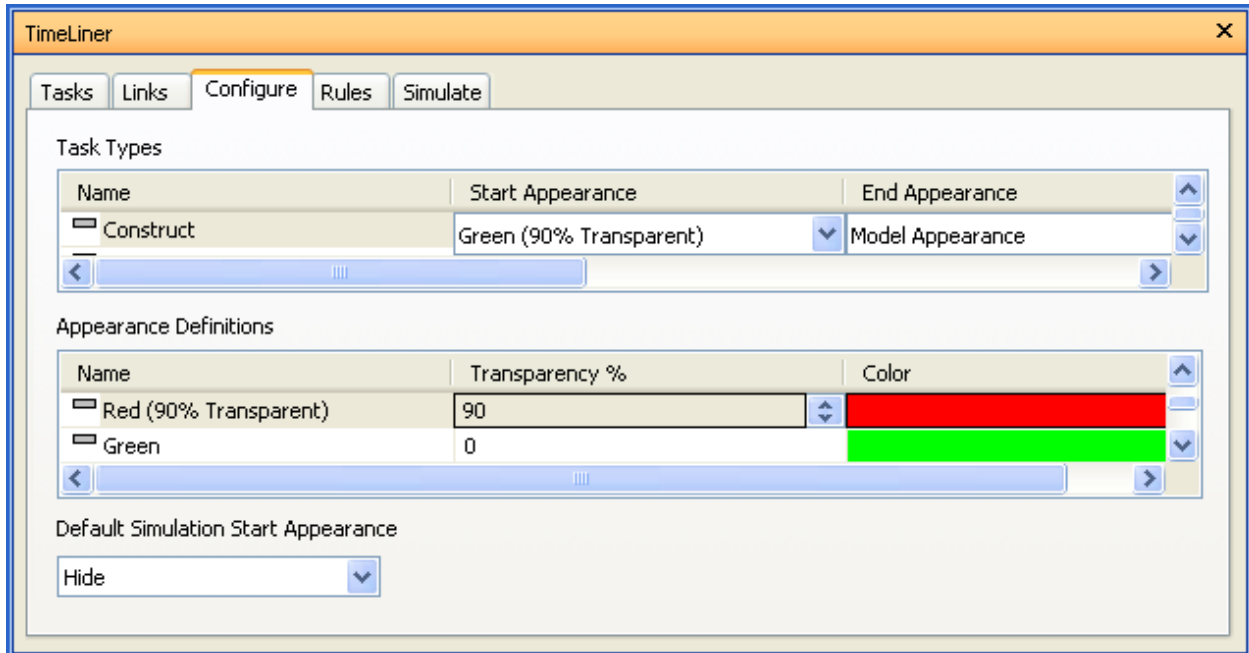 TimeLiner
Tasks Links Configure Rules Simulate
Task Types
Name Start Appearance End Appearance
Construct Green (90% Transparent) Model Appearance
Appearance Definitions
Name Transparency % Color
Red (90% Transparent) 90
Green 0
Default Simulation Start Appearance
Hide